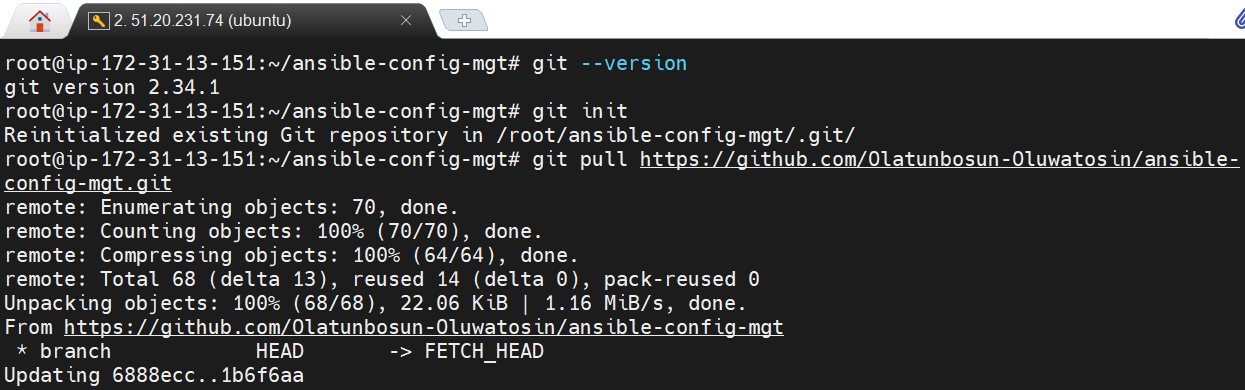 2. 51.20.231.74 (ubuntu)
root@ip-172-31-13-151:~/ansible-config-mgt# git --version
git version 2.34.1
root@ip-172-31-13-151:~/ansible-config-mgt# git init
Reinitialized existing Git repository in /root/ansible-config-mgt/.git/
root@ip-172-31-13-151:~/ansible-config-mgt# git pull https://github.com/Olatunbosun-Oluwatosin/ansible-
config-mgt.git
remote: Enumerating objects: 70, done.
remote: Counting objects: 100% (70/70), done.
remote: Compressing objects: 100% (64/64), done.
remote: Total 68 (delta 13), reused 14 (delta 0), pack-reused 0
Unpacking objects: 100% (68/68), 22.06 KiB | 1.16 MiB/s, done.
From https://github.com/Olatunbosun-Oluwatosin/ansible-config-mgt
 * branch            HEAD       -> FETCH_HEAD
Updating 6888ecc..1b6f6aa